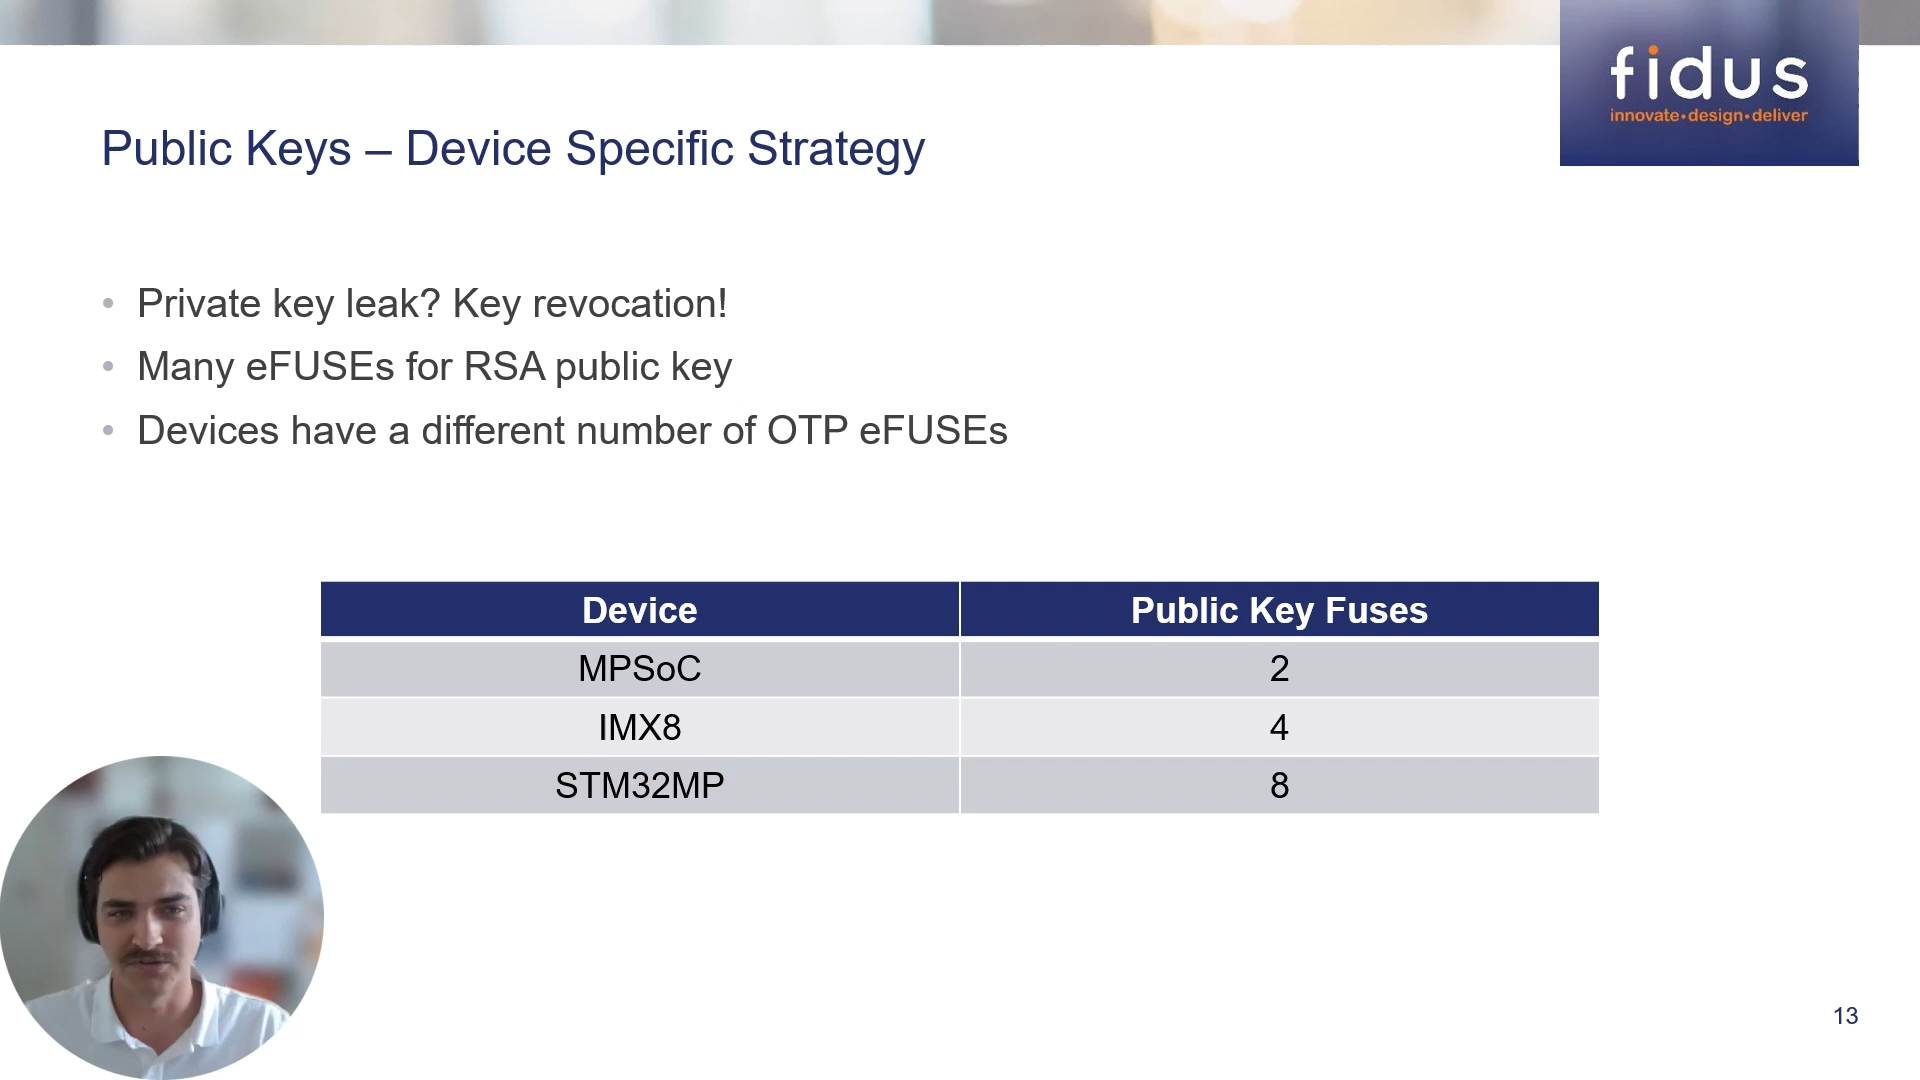 fidus
innovate•design•deliver
Public Keys – Device Specific Strategy
• Private key leak? Key revocation!
• Many eFUSEs for RSA public key
• Devices have a different number of OTP eFUSEs
Device Public Key Fuses
MPSoC 2
IMX8 4
STM32MP 8
13